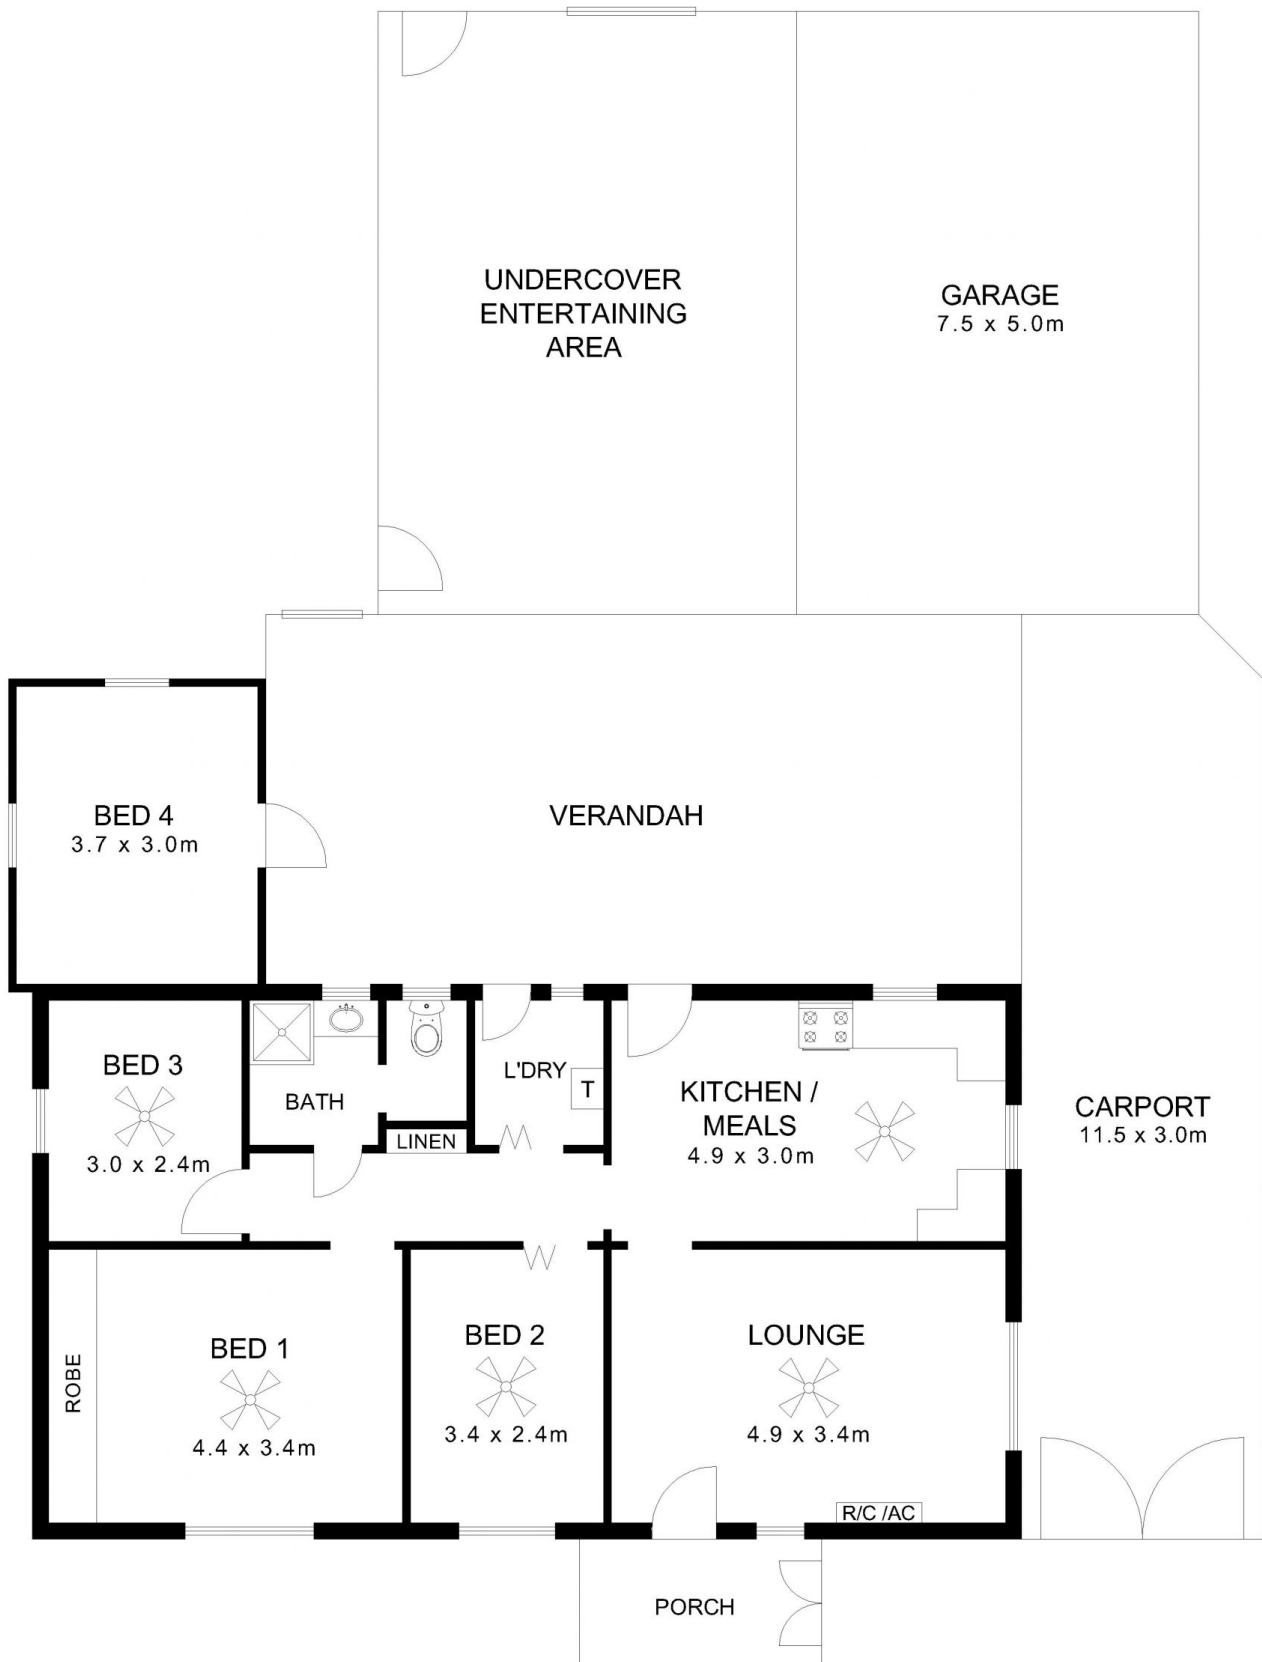 UNDERCOVER
ENTERTAINING
AREA
GARAGE
7.5 x 5.0m
BED 4
3.7 x 3.0m
VERANDAH
BED 3
3.0 x 2.4m
BATH
LINEN
L'DRY
T
KITCHEN /
MEALS
4.9 x 3.0m
CARPORT
11.5 x 3.0m
ROBE
BED 1
4.4 x 3.4m
BED 2
3.4 x 2.4m
LOUNGE
4.9 x 3.4m
R/C /AC
PORCH